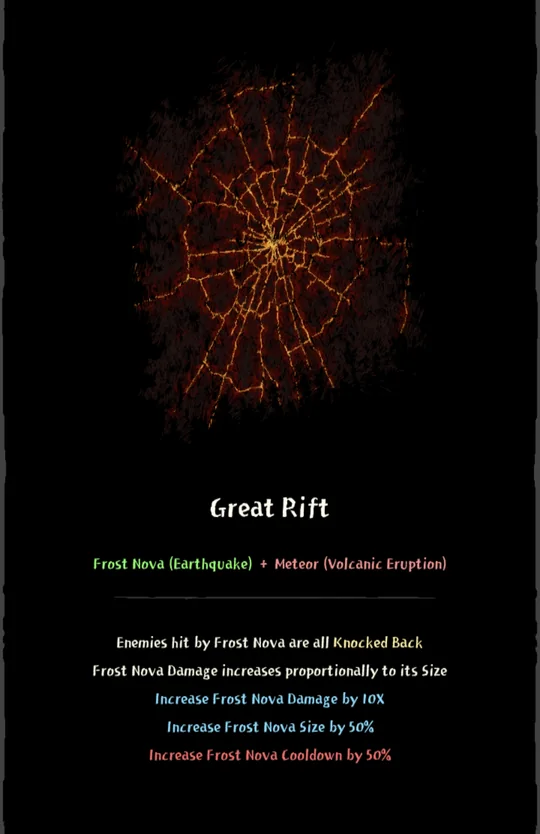 Great Rift
Frost Nova (Earthquake) + Meteor (Volcanic Eruption)
Enemies hit by Frost Nova are all Knocked Back
Frost Nova Damage increases proportionally to its Size
Increase Frost Nova Damage by 10X
Increase Frost Nova Size by 50%
Increase Frost Nova Cooldown by 50%